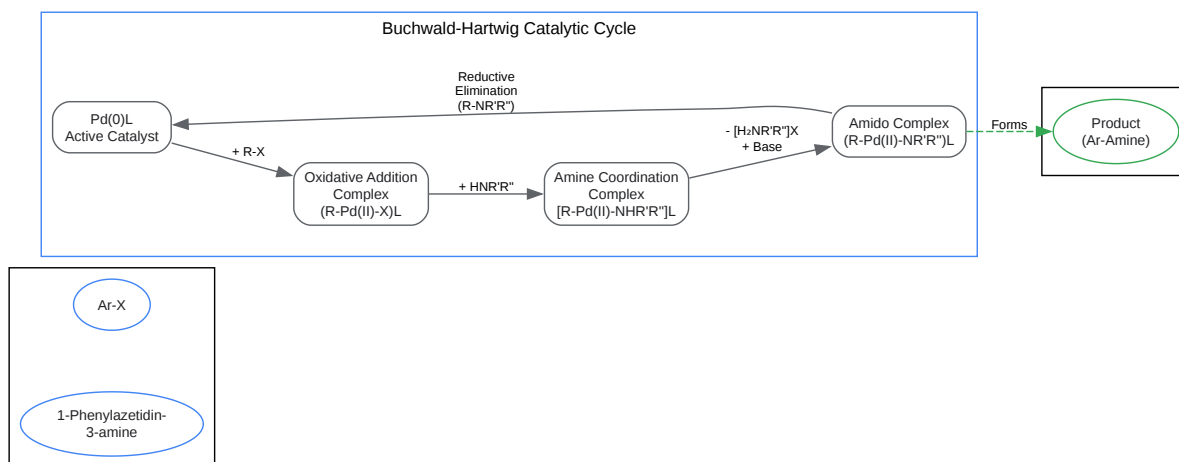 Buchwald-Hartwig Catalytic Cycle
Reductive
Elimination
(R-NR'R")
Pd(0)L
Active Catalyst
+ R-X
Oxidative Addition
Complex
(R-Pd(II)-X)L
+ HNR'R"
Amine Coordination
Complex
[R-Pd(II)-NHR'R"]L
- [H₂NR'R"]X
+ Base
Amido Complex
(R-Pd(II)-NR'R")L
Forms
Product
(Ar-Amine)
Ar-X
1-Phenylazetidin-
3-amine